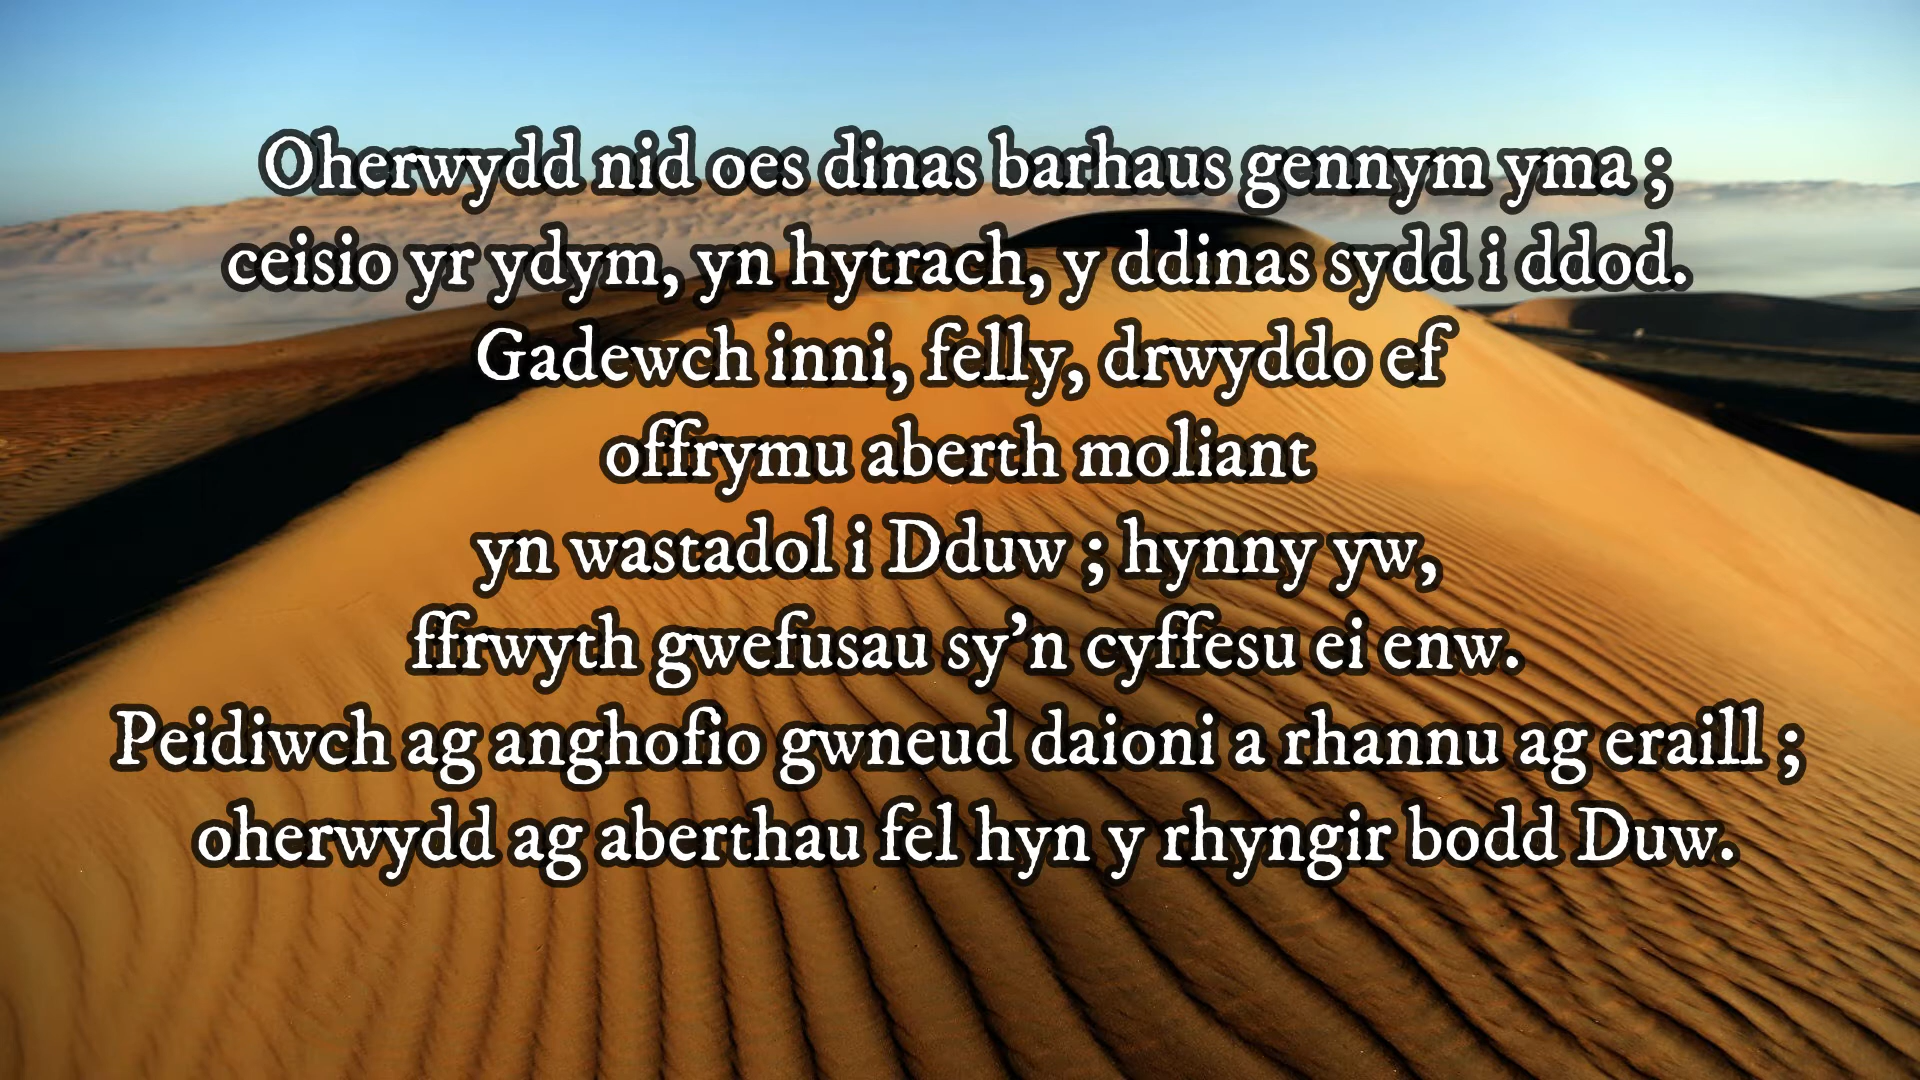 Oherwydd nid oes dinas barhaus gennym yma ;
ceisio yr ydym, yn hytrach, y ddinas sydd i ddod.
Gadewch inni, felly, drwyddo ef
offrymu aberth moliant
yn wastadol i Dduw ; hynny yw,
ffrwyth gwefusau sy’n cyffesu ei enw.
Peidiwch ag anghofio gwneud daioni a rhannu ag eraill ;
oherwydd ag aberthau fel hyn y rhyngir bodd Duw.